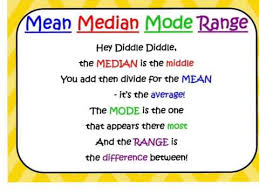 Mean Median Mode Range
Hey Diddle Diddle,
the MEDIAN is the middle
You add then divide for the MEAN
- it's the average!
The MODE is the one
that appears there most
And the RANGE is
the difference between!